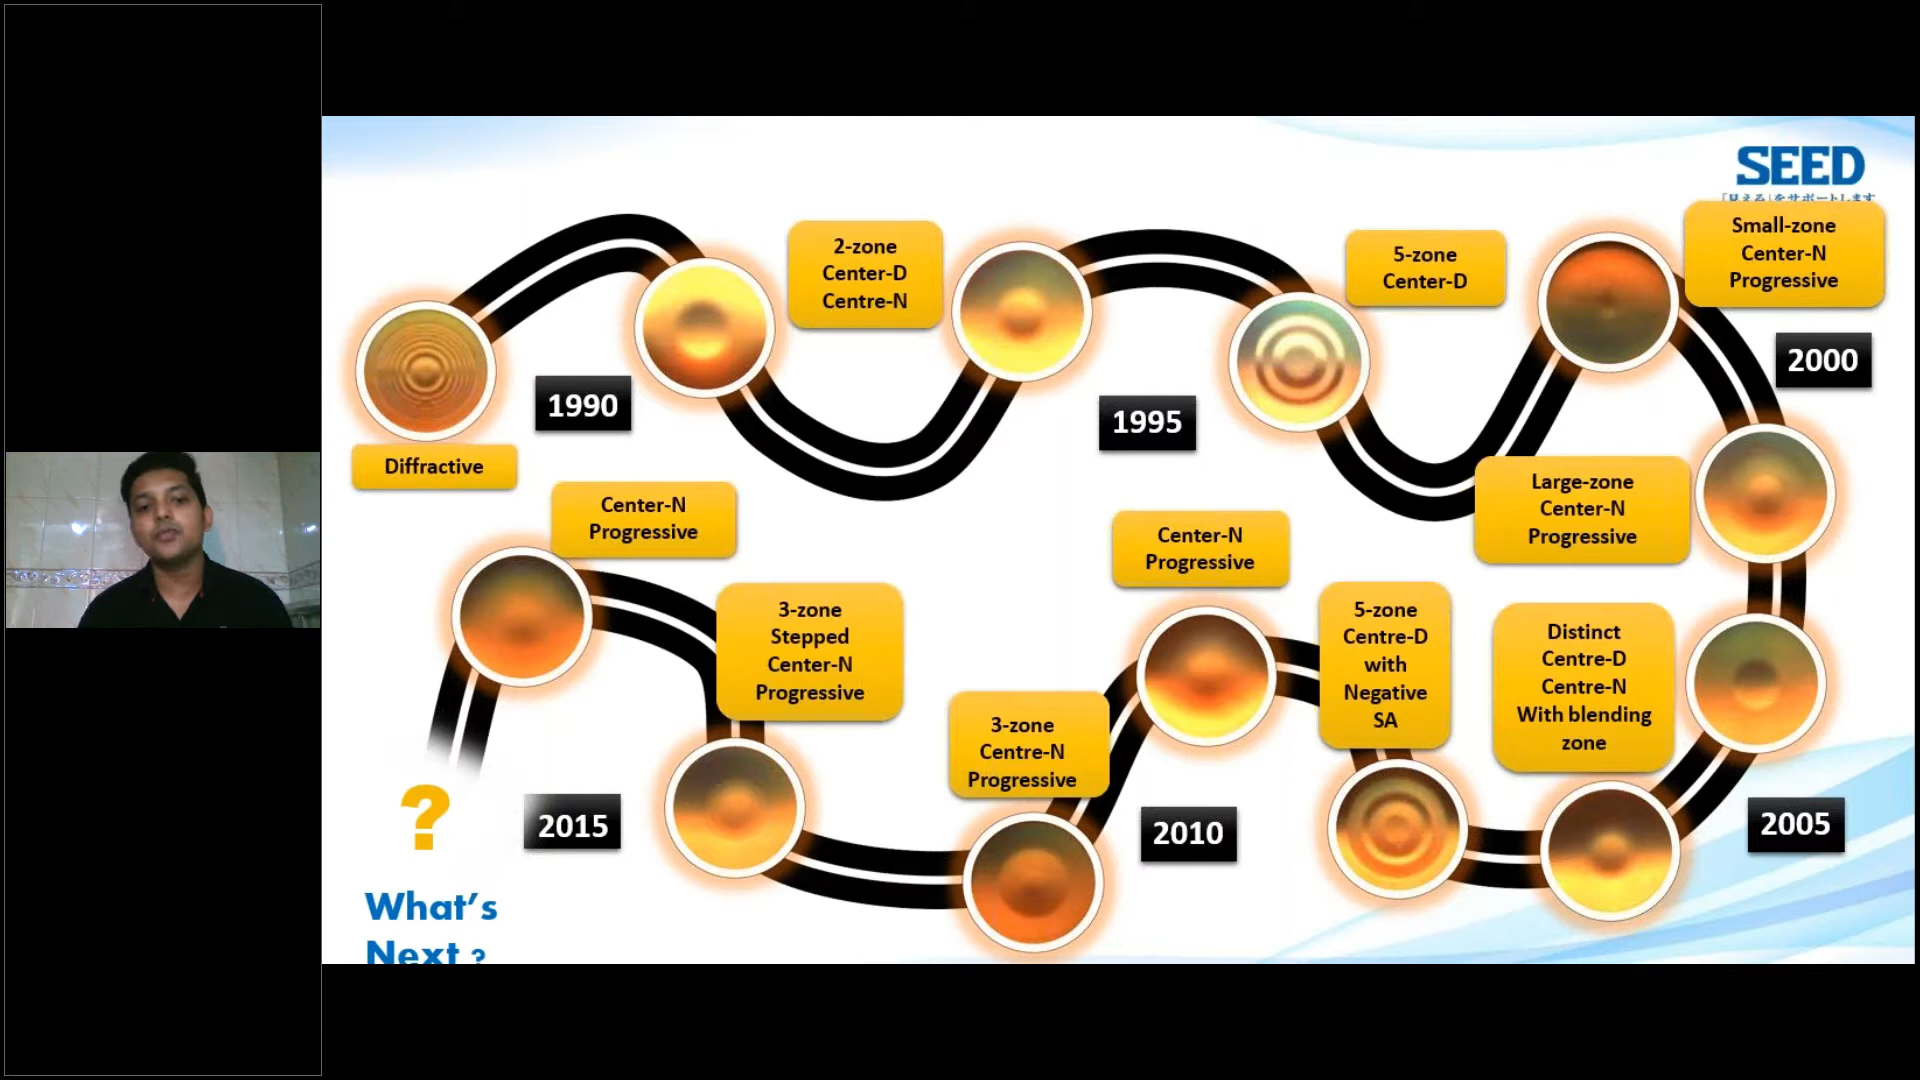 SEED
「見える」をサポートします
Small-zone
Center-N
Progressive
2-zone
Center-D
Centre-N
5-zone
Center-D
2000
1990
1995
Diffractive
Center-N
Progressive
Large-zone
Center-N
Progressive
Center-N
Progressive
3-zone
Stepped
Center-N
Progressive
5-zone
Centre-D
with
Negative
SA
Distinct
Centre-D
Centre-N
With blending
zone
3-zone
Centre-N
Progressive
?
2015
2010
2005
What's
Next ?